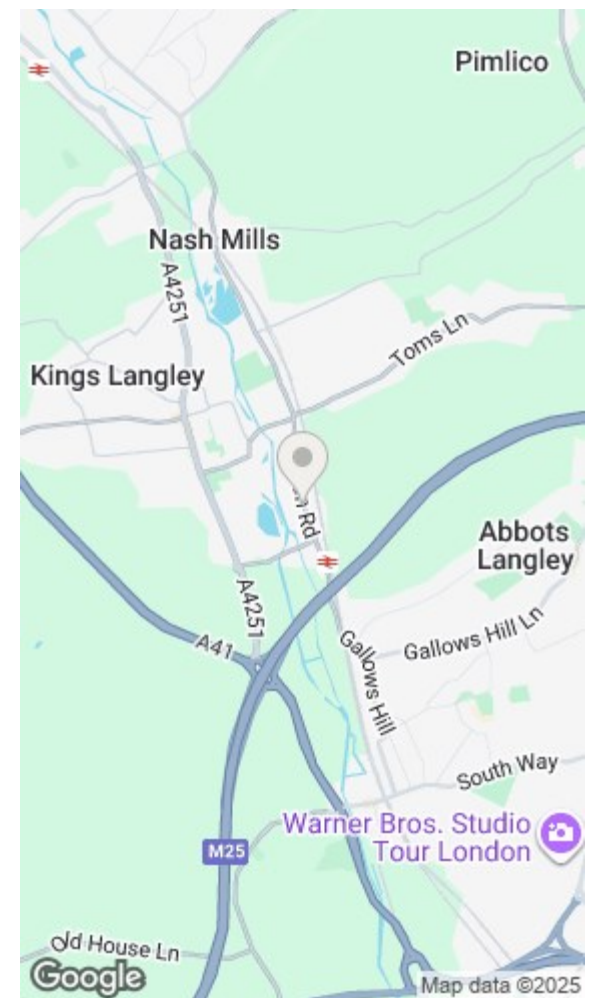 Pimlico
Nash Mills
A4251
Toms Ln
Kings Langley
Rd
Abbots
Langley
A4251
A41
Gallows Hill Ln
Gallows Hill
South Way
Warner Bros. Studio
Tour London
M25
Old House Ln
Google
Map data ©2025